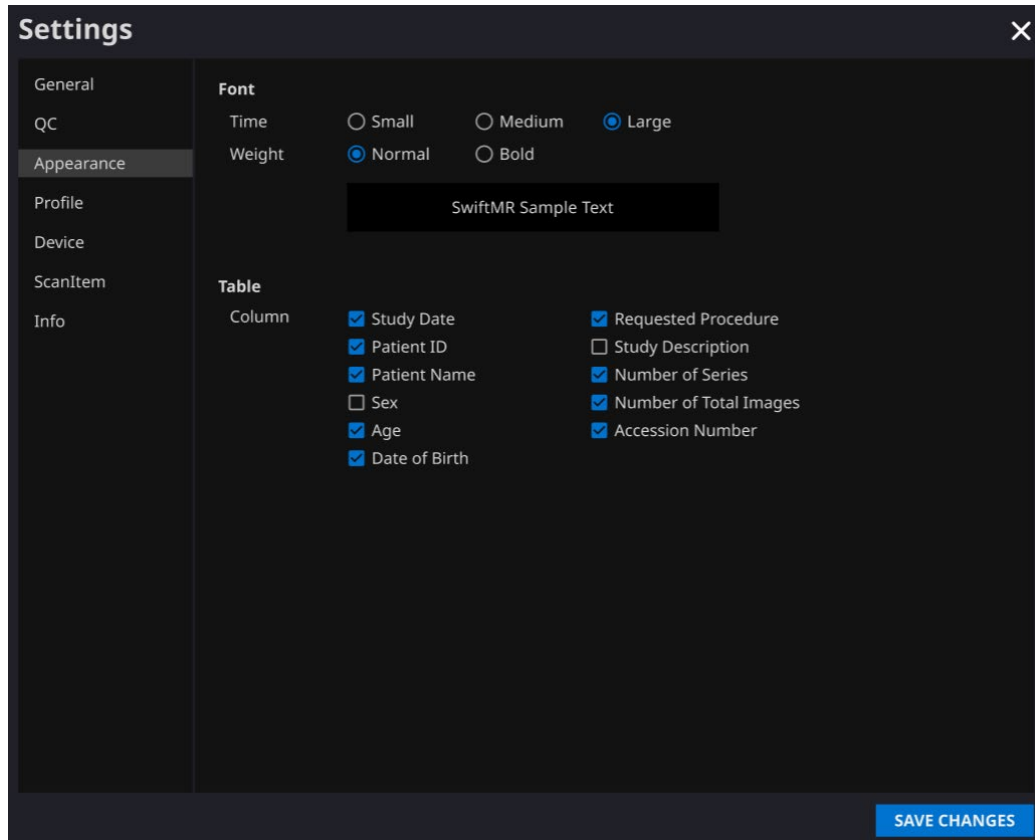 Settings
General
QC
Appearance
Profile
Device
ScanItem
Info
Font
Time Small Medium Large
Weight Normal Bold
SwiftMR Sample Text
Table
Column Study Date Requested Procedure
Patient ID Study Description
Patient Name Number of Series
Sex Number of Total Images
Age Accession Number
Date of Birth
SAVE CHANGES